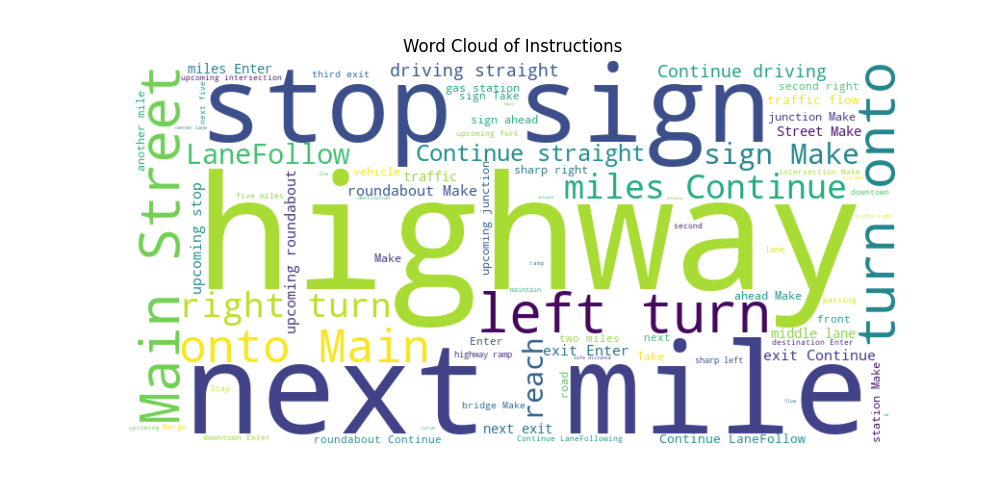 Word Cloud of Instructions
miles Enter
third exit
driving straight
Continue driving
upcoming intersection
gas station
second right
next five
sign Take
traffic flow
another mile
stop sign
sign ahead
junction Make
center lane
upcoming fork
Street Make
Main Street
turn onto
LaneFollow
Continue straight
sign Make
vehicle
traffic
sharp right
intersection Make
roundabout Make
miles Continue
downtown
five miles
destination
upcoming stop
upcoming roundabout
upcoming junction
highway
traffic light
second
Make
lane
ramp
maintain
ahead Make
right turn
left turn
passing
front
onto Main
Enter
two miles
next
middle lane
highway ramp
exit Enter
destination Enter
Take
safe distance
sharp left
exit Continue
next mile
reach
road
Stay
station Make
bridge Make
flow
upcoming
Merge
next exit
downtown Enter
roundabout Continue
Continue LaneFollowing
Continue LaneFollow